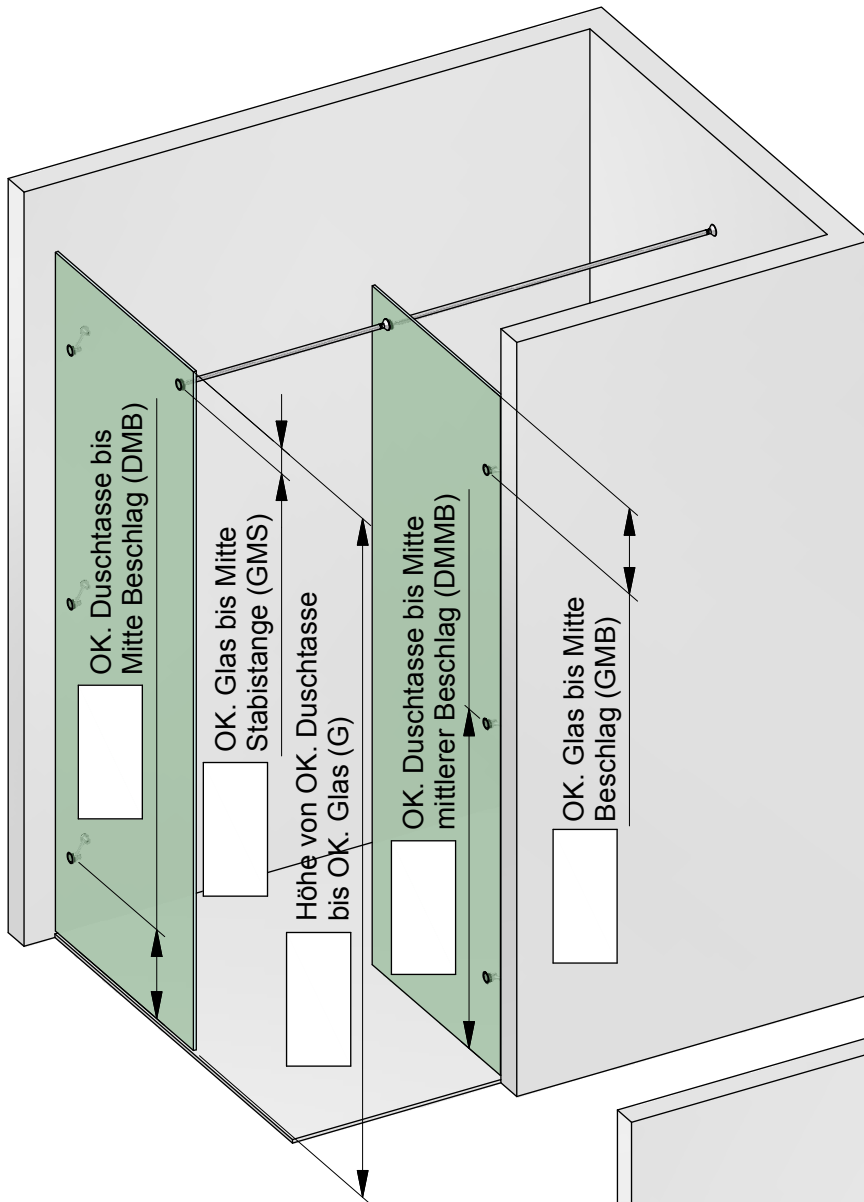 OK. Duschtasse bis
Mitte Beschlag (DMB)
OK. Glas bis Mitte
Stabistange (GMS)
Höhe von OK. Duschtasse
bis OK. Glas (G)
OK. Duschtasse bis Mitte
mittlerer Beschlag (DMMB)
OK. Glas bis Mitte
Beschlag (GMB)